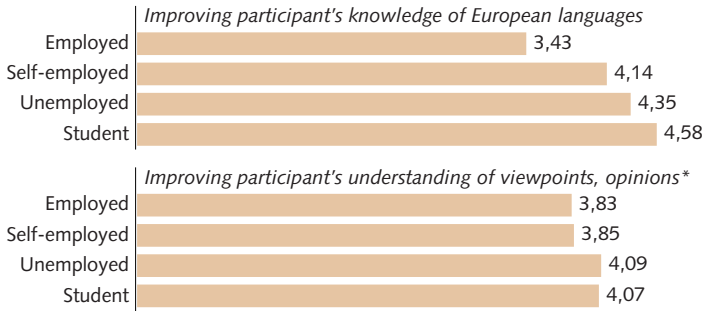 Improving participant's knowledge of European languages
Employed 3,43
Self-employed 4,14
Unemployed 4,35
Student 4,58
Improving participant's understanding of viewpoints, opinions*
Employed 3,83
Self-employed 3,85
Unemployed 4,09
Student 4,07